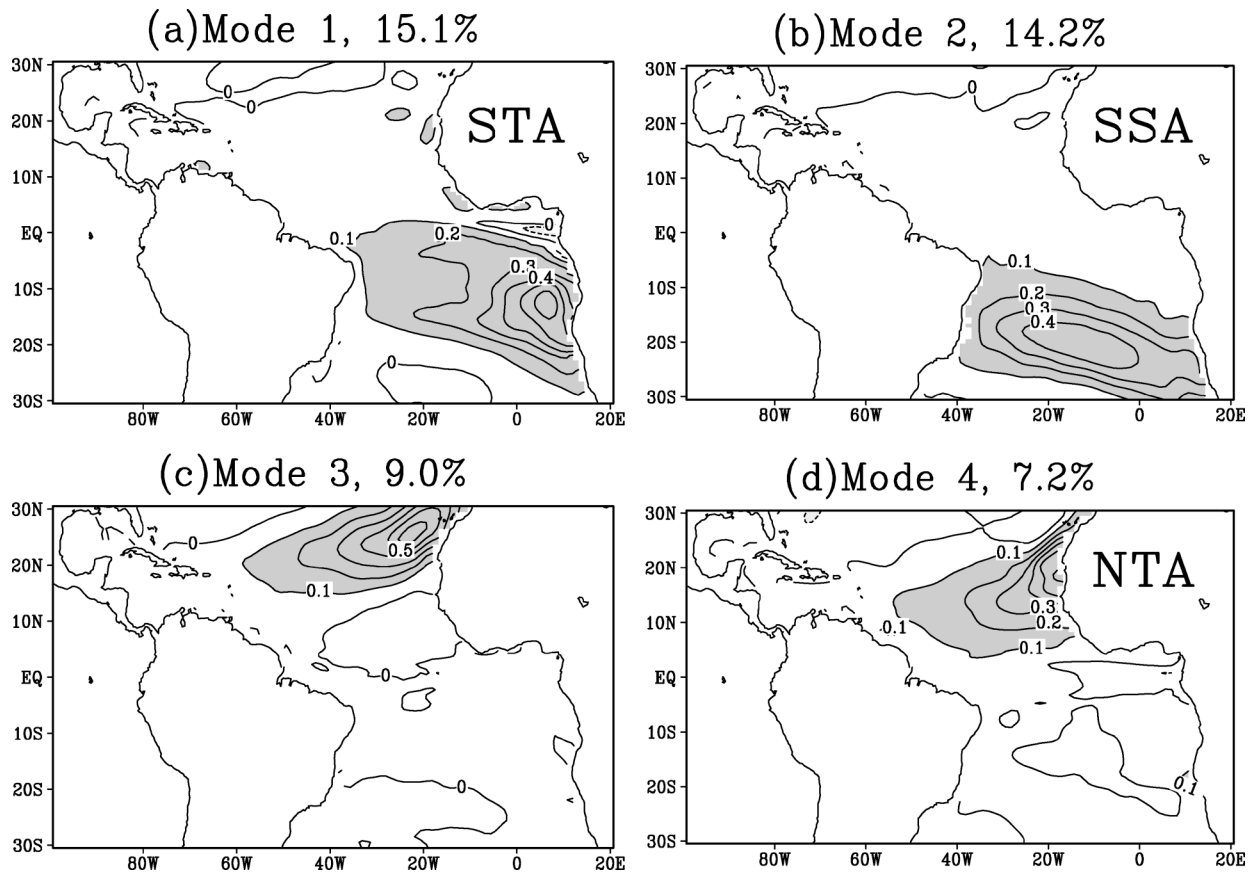 (a)Mode 1, 15.1%
30N
20N
10N
EQ
10S
20S
30S
0
0
STA
0
0.1
0.2
0.3
0.4
0
80W 60W 40W 20W 0 20E
(b)Mode 2, 14.2%
30N
20N
10N
EQ
10S
20S
30S
0
SSA
0.1
0.2
0.3
0.4
80W 60W 40W 20W 0 20E
(c)Mode 3, 9.0%
30N
20N
10N
EQ
10S
20S
30S
0
0.5
0.1
0
0
80W 60W 40W 20W 0 20E
(d)Mode 4, 7.2%
30N
20N
10N
EQ
10S
20S
30S
0.1
NTA
0.3
0.2
0.1
0.1
0.1
80W 60W 40W 20W 0 20E